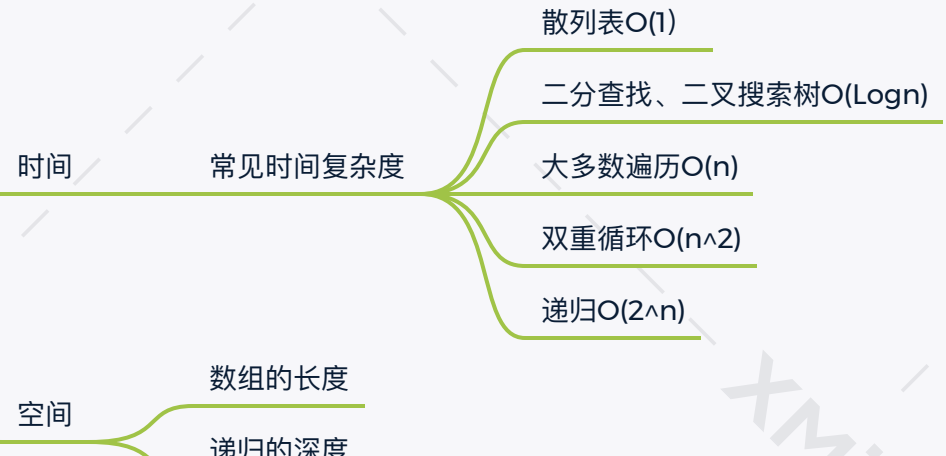 散列表O(1)
二分查找、二叉搜索树O(Logn)
时间
常见时间复杂度
大多数遍历O(n)
双重循环O(n^2)
递归O(2^n)
数组的长度
空间
递归的深度
XMi